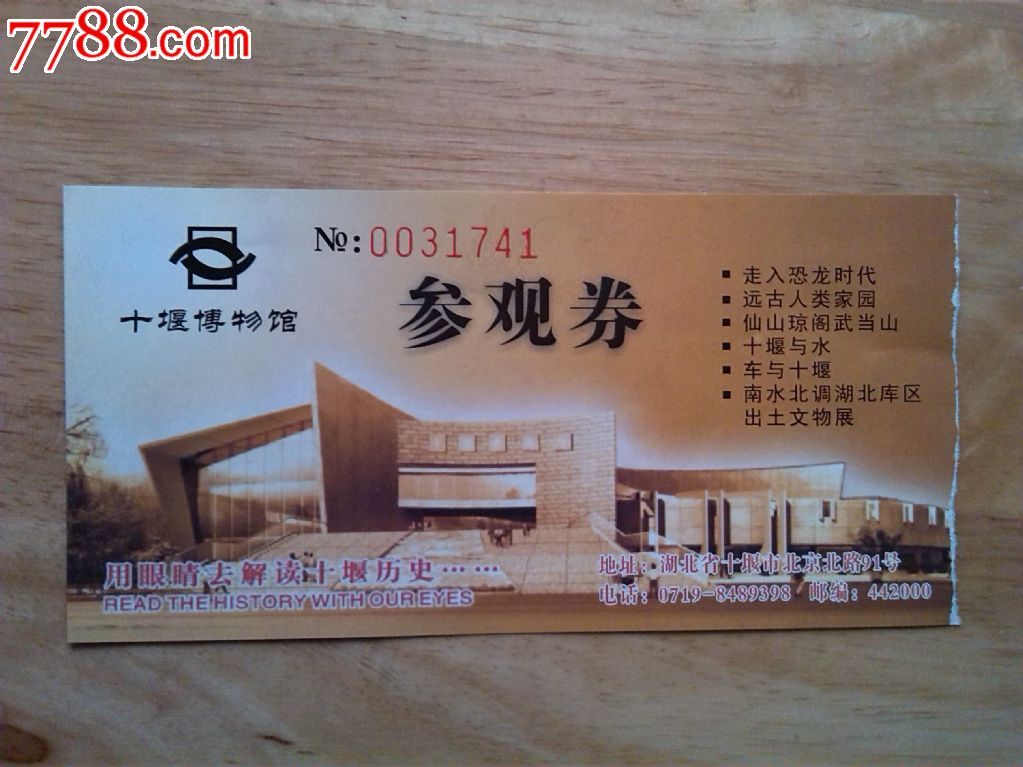 7788.com
№:0031741
十堰博物馆
参观券
■ 走入恐龙时代
■ 远古人类家园
■ 仙山琼阁武当山
■ 十堰与水
■ 车与十堰
■ 南水北调湖北库区
出土文物展
用眼睛去解读十堰历史……
READ THE HISTORY WITH OUR EYES
地址：湖北省十堰市北京北路91号
电话：0719-8489398 邮编：442000